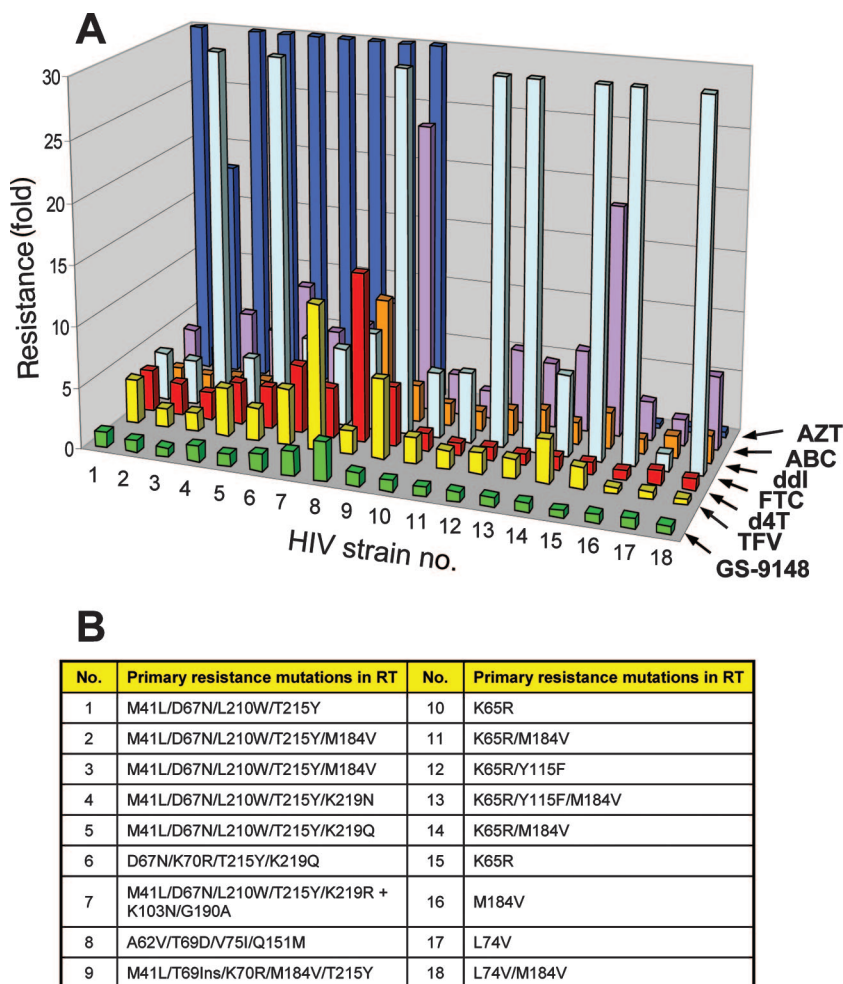 A
30
25
20
15
10
5
0
Resistance (fold)
1 2 3 4 5 6 7 8 9 10 11 12 13 14 15 16 17 18
HIV strain no.
AZT
ABC
ddI
FTC
d4T
TFV
GS-9148
B
No. Primary resistance mutations in RT No. Primary resistance mutations in RT
1 M41L/D67N/L210W/T215Y 10 K65R
2 M41L/D67N/L210W/T215Y/M184V 11 K65R/M184V
3 M41L/D67N/L210W/T215Y/M184V 12 K65R/Y115F
4 M41L/D67N/L210W/T215Y/K219N 13 K65R/Y115F/M184V
5 M41L/D67N/L210W/T215Y/K219Q 14 K65R/M184V
6 D67N/K70R/T215Y/K219Q 15 K65R
7 M41L/D67N/L210W/T215Y/K219R + 16 M184V
K103N/G190A
8 A62V/T69D/V75I/Q151M 17 L74V
9 M41L/T69Ins/K70R/M184V/T215Y 18 L74V/M184V